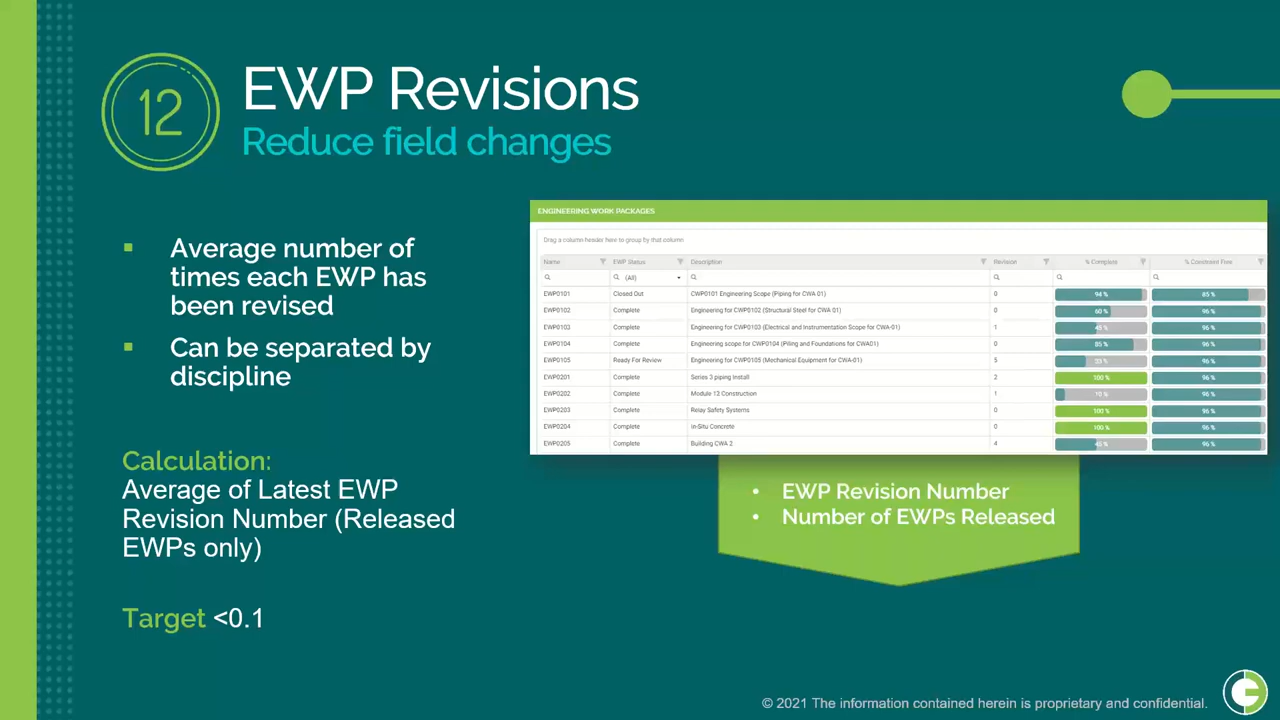 12
EWP Revisions
Reduce field changes
▪ Average number of
times each EWP has
been revised
▪ Can be separated by
discipline
Calculation:
Average of Latest EWP
Revision Number (Released
EWPs only)
Target <0.1
ENGINEERING WORK PACKAGES
Drag a column header here to group by that column
Name EWP Status Description Revision % Complete % Constraint Free
(All)
EWP0101 Closed Out CWP0101 Engineering Scope (Piping for CWA 01) 0 94 % 85 %
EWP0102 Complete Engineering for CWP0102 (Structural Steel for CWA 01) 0 60 % 96 %
EWP0103 Complete Engineering for CWP0103 (Electrical and Instrumentation Scope for CWA-01) 1 45 % 96 %
EWP0104 Complete Engineering scope for CWP0104 (Piling and Foundations for CWA01) 0 85 % 96 %
EWP0105 Ready For Review Engineering for CWP0105 (Mechanical Equipment for CWA-01) 5 33 % 96 %
EWP0201 Complete Series 3 piping Install 2 100 % 96 %
EWP0202 Complete Module 13 Construction 1 10 % 96 %
EWP0203 Complete Relay Safety Systems 0 100 % 96 %
EWP0204 Complete In-Situ Concrete 0 100 % 96 %
EWP0205 Complete Building CWA 2 4 45 % 96 %
• EWP Revision Number
• Number of EWPs Released
© 2021 The information contained herein is proprietary and confidential.